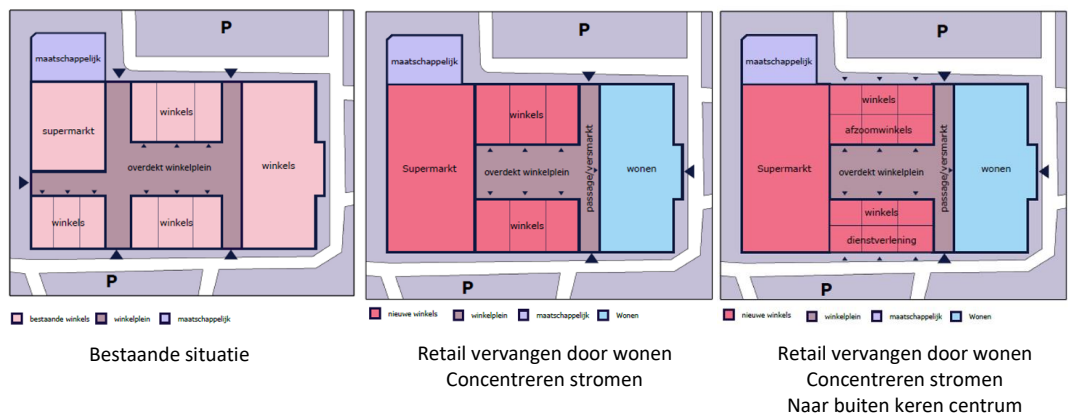 P
maatschappelijk
winkels
supermarkt
overdekt winkelplein
winkels
winkels
winkels
P
bestaande winkels
winkelplein
maatschappelijk
Bestaande situatie
P
maatschappelijk
winkels
Supermarkt
overdekt winkelplein
passage/versmarkt
wonen
winkels
P
nieuwe winkels
winkelplein
maatschappelijk
Wonen
Retail vervangen door wonen
Concentreren stromen
P
maatschappelijk
winkels
afzoomwinkels
Supermarkt
overdekt winkelplein
passage/versmarkt
wonen
winkels
dienstverlening
P
nieuwe winkels
winkelplein
maatschappelijk
Wonen
Retail vervangen door wonen
Concentreren stromen
Naar buiten keren centrum